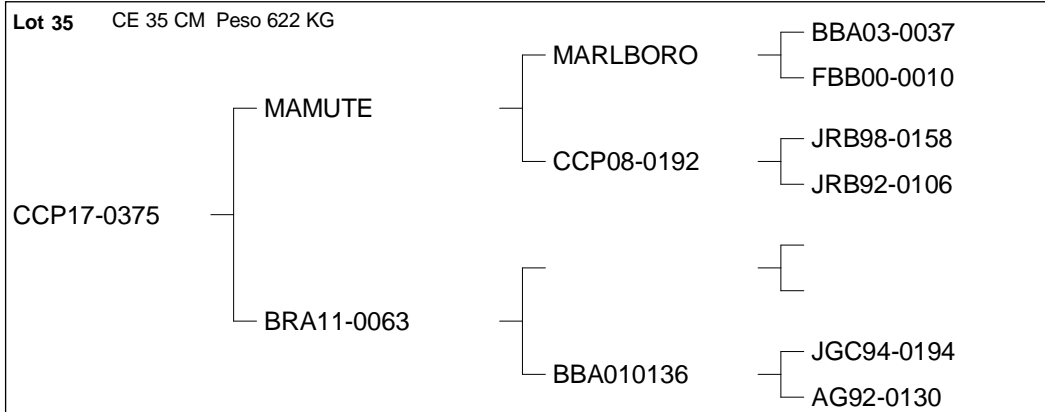 Lot 35 CE 35 CM Peso 622 KG
BBA03-0037
MARLBORO
FBB00-0010
MAMUTE
JRB98-0158
CCP08-0192
JRB92-0106
CCP17-0375
BRA11-0063
JGC94-0194
BBA010136
AG92-0130